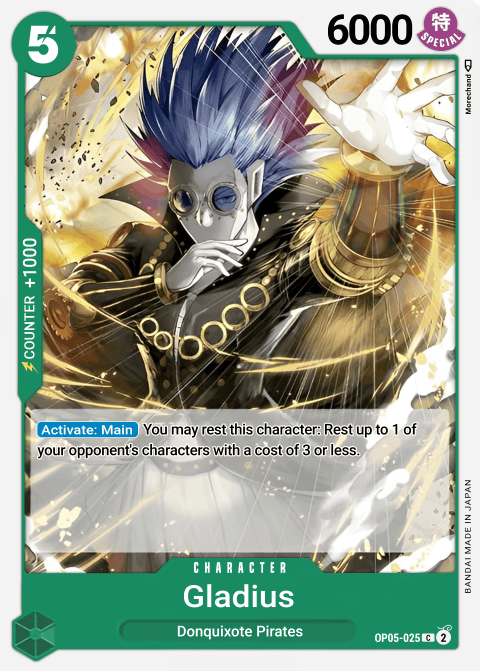 5
6000
特
SPECIAL
Morechand
COUNTER +1000
Activate: Main You may rest this character: Rest up to 1 of
your opponent's characters with a cost of 3 or less.
BANDAI MADE IN JAPAN
CHARACTER
Gladius
Donquixote Pirates
OP05-025 C 2